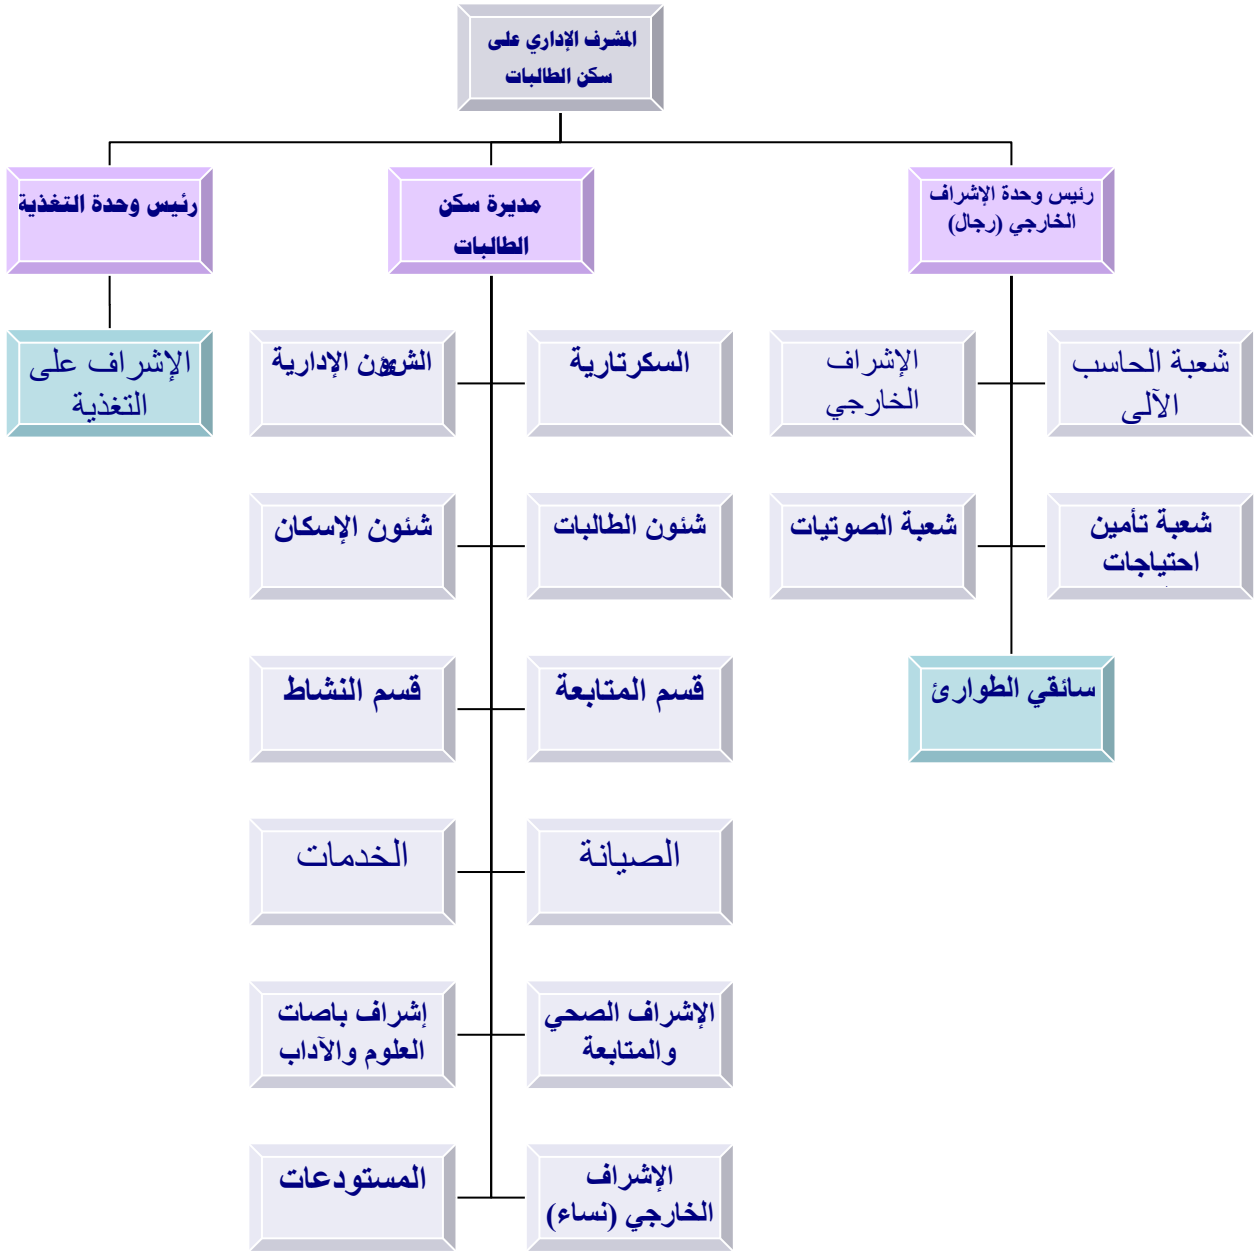 المشرف الإداري على
سكن الطالبات
رئيس وحدة الإشراف
الخارجي (رجال)
مديرة سكن
الطالبات
رئيس وحدة التغذية
شعبة الحاسب
الآلى
الإشراف
الخارجي
السكرتارية
الإدارية
الإشراف على
التغذية
شعبة تأمين
احتياجات
شعبة الصوتيات
شئون الطالبات
شئون الإسكان
سائقي الطوارئ
قسم المتابعة
قسم النشاط
الصيانة
الخدمات
الإشراف الصحي
والمتابعة
إشراف باصات
العلوم والآداب
الإشراف
الخارجي (نساء)
المستودعات